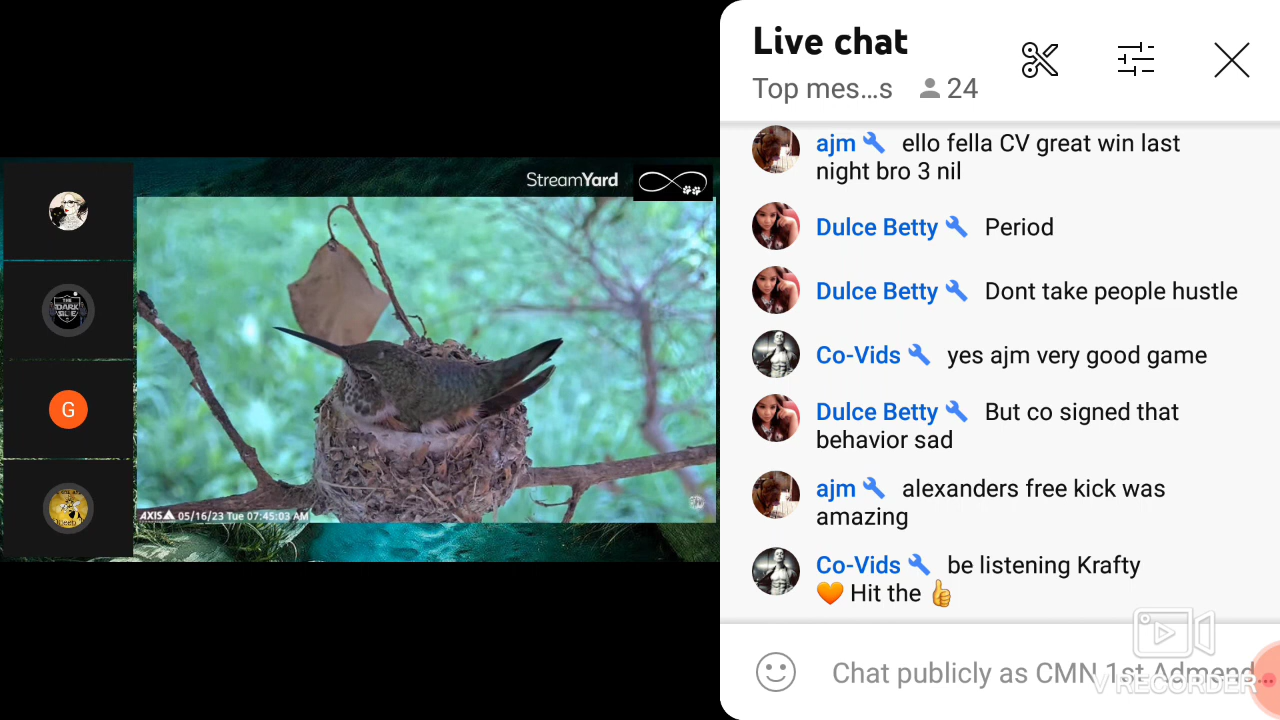 Live chat
Top mes...s 24
ajm ello fella CV great win last
night bro 3 nil
Dulce Betty Period
Dulce Betty Dont take people hustle
Co-Vids yes ajm very good game
Dulce Betty But co signed that
behavior sad
ajm alexanders free kick was
amazing
Co-Vids be listening Krafty
🧡 Hit the 👍
Chat publicly as CMN 1st Admend...
V RECORDER
StreamYard
THE
DARK
SIDE
G
AXIS 05/16/23 Tue 07:45:03 AM